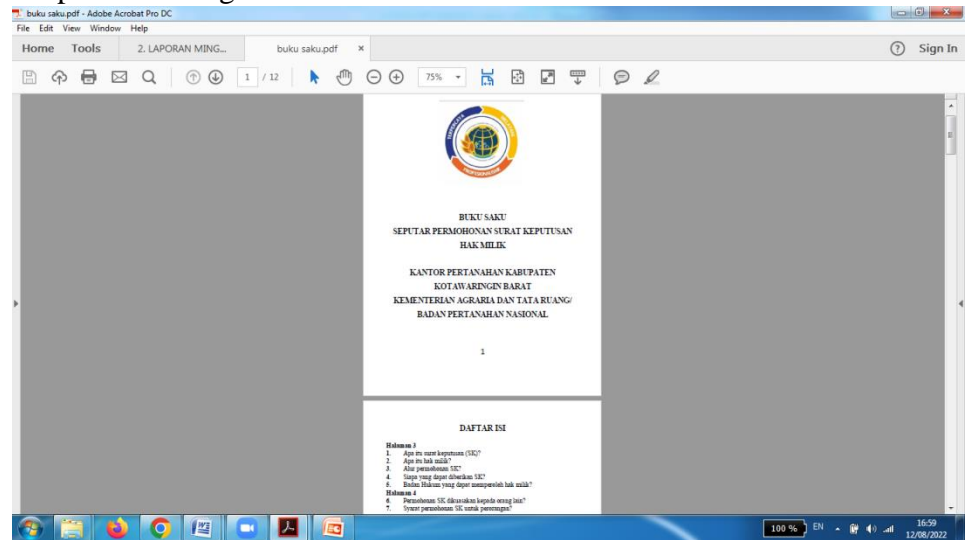 buku saku.pdf - Adobe Acrobat Pro DC
File Edit View Window Help
Home Tools 2. LAPORAN MING... buku saku.pdf × Sign In
1 / 12 75%
BUKU SAKU
SEPUTAR PERMOHONAN SURAT KEPUTUSAN
HAK MILIK
KANTOR PERTANAHAN KABUPATEN
KOTAWARINGIN BARAT
KEMENTERIAN AGRARIA DAN TATA RUANG/
BADAN PERTANAHAN NASIONAL
1
DAFTAR ISI
Halaman 3
1. Apa itu surat keputusan (SK)?
2. Apa itu hak milik?
3. Alur permohonan SK?
4. Siapa yang dapat diberikan SK?
5. Badan Hukum yang dapat memperoleh hak milik?
Halaman 4
6. Permohonan SK dikuasakan kepada orang lain?
7. Syarat permohonan SK untuk perorangan?
100 % EN 16:59
12/08/2022